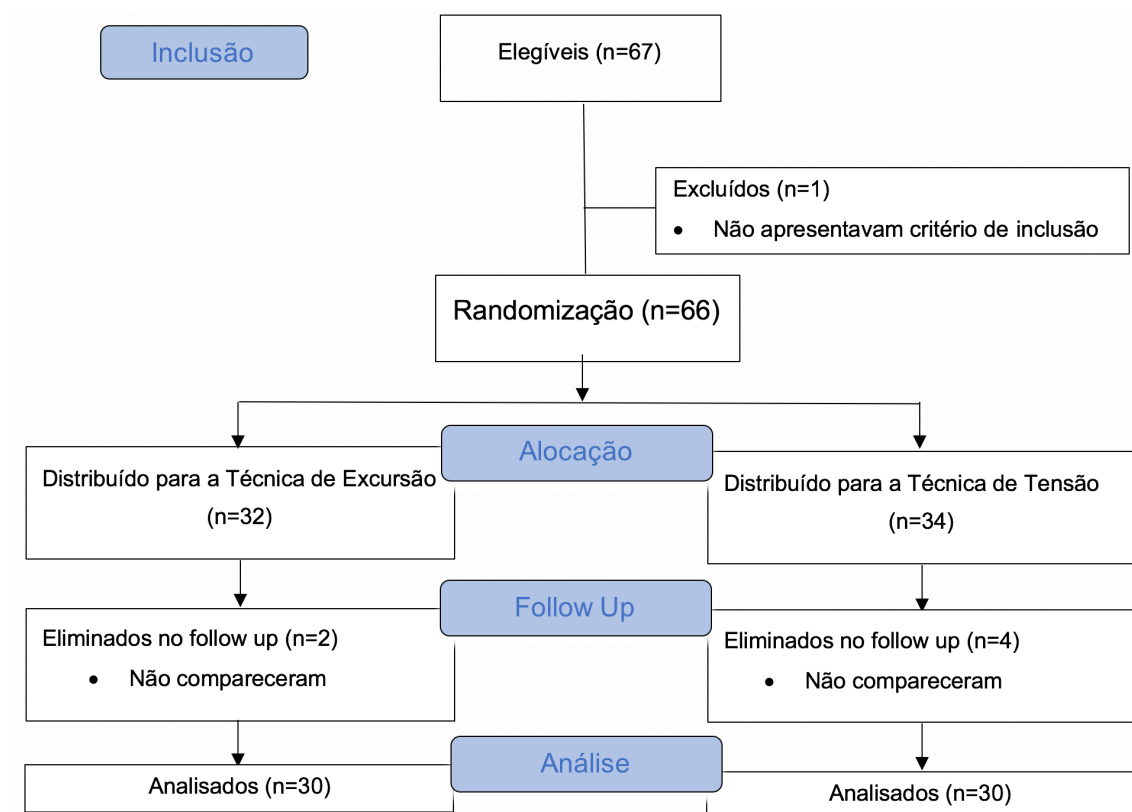 Inclusão
Elegíveis (n=67)
Excluídos (n=1)
• Não apresentavam critério de inclusão
Randomização (n=66)
Alocação
Distribuído para a Técnica de Excursão
(n=32)
Distribuído para a Técnica de Tensão
(n=34)
Follow Up
Eliminados no follow up (n=2)
• Não compareceram
Eliminados no follow up (n=4)
• Não compareceram
Análise
Analisados (n=30)
Analisados (n=30)